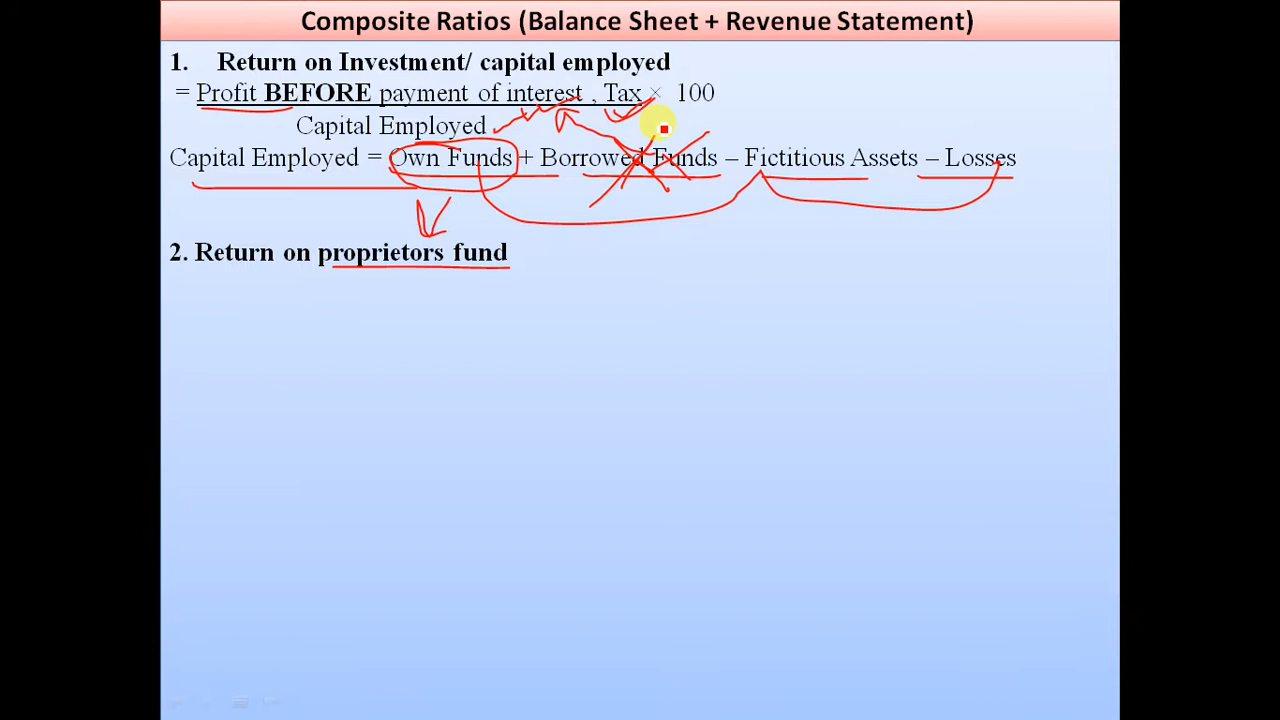 Composite Ratios (Balance Sheet + Revenue Statement)
1. Return on Investment/ capital employed
= Profit BEFORE payment of interest , Tax × 100
Capital Employed
Capital Employed = Own Funds + Borrowed Funds – Fictitious Assets – Losses
2. Return on proprietors fund